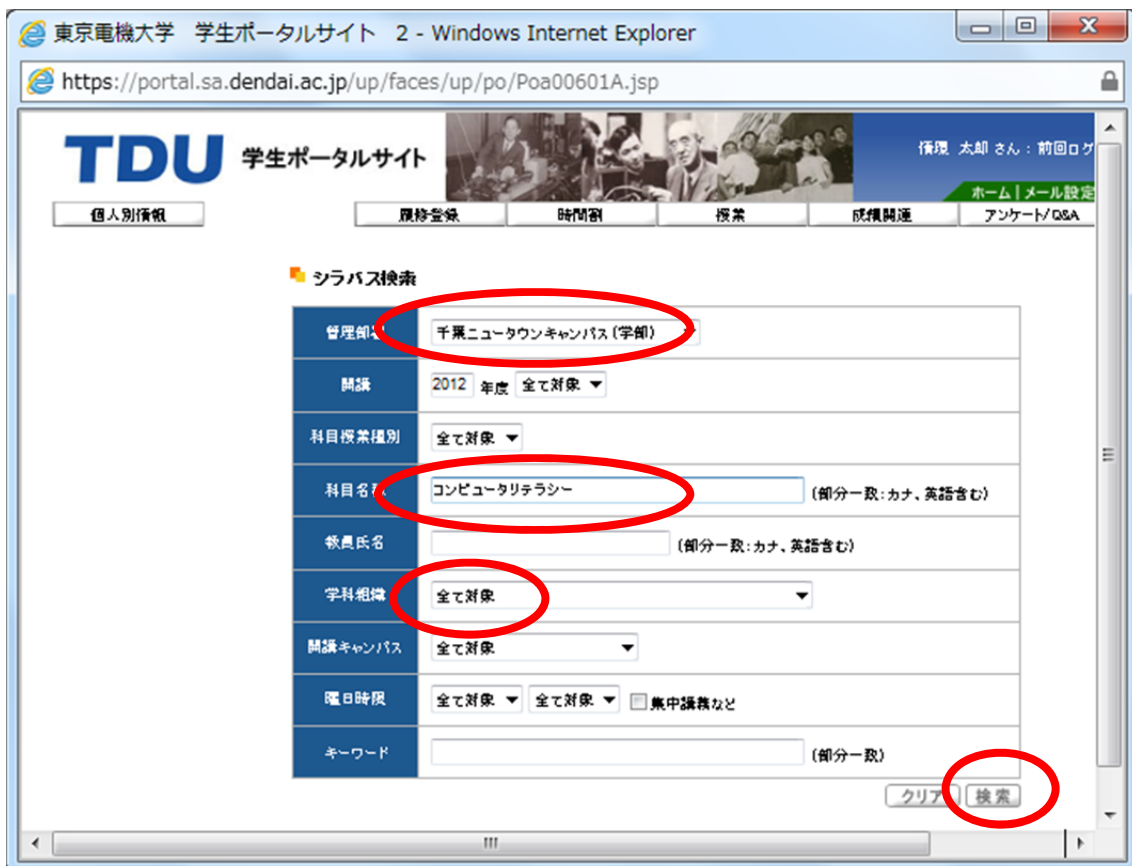 東京電機大学 学生ポータルサイト 2 - Windows Internet Explorer
https://portal.sa.dendai.ac.jp/up/faces/up/po/Poa00601A.jsp
TDU 学生ポータルサイト
情環 太郎 さん : 前回ログ
ホーム | メール設定
個人別情報 履修登録 時間割 授業 成績関連 アンケート/Q&A
シラバス検索
管理部署 千葉ニュータウンキャンパス (学部)
開講 2012 年度 全て対象
科目授業種別 全て対象
科目名称 コンピュータリテラシー (部分一致:カナ、英語含む)
教員氏名 (部分一致:カナ、英語含む)
学科組織 全て対象
開講キャンパス 全て対象
曜日時限 全て対象 全て対象 集中講義など
キーワード (部分一致)
クリア 検索